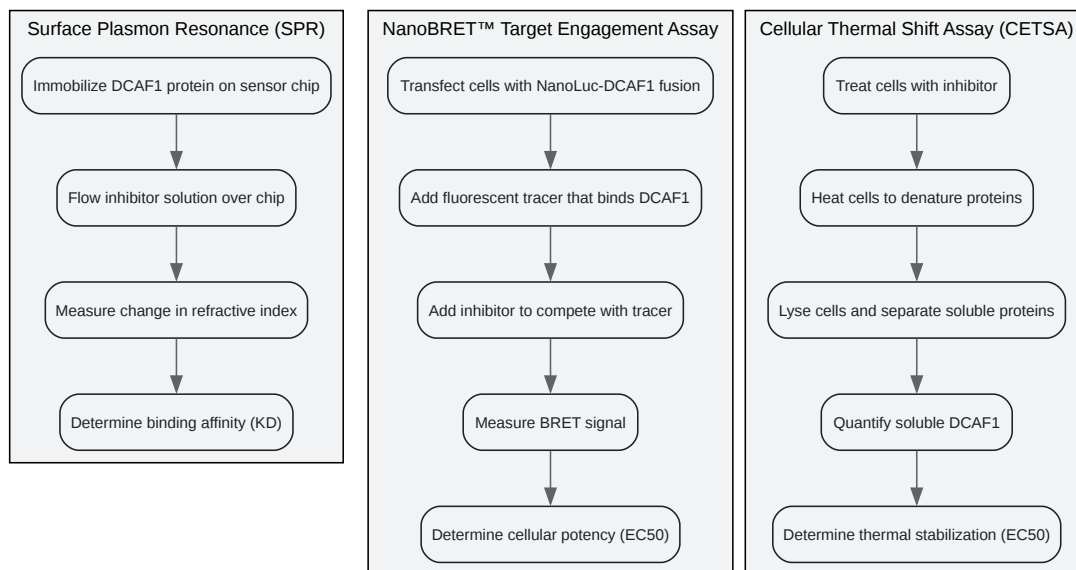 Surface Plasmon Resonance (SPR)
Immobilize DCAF1 protein on sensor chip
Flow inhibitor solution over chip
Measure change in refractive index
Determine binding affinity (KD)
NanoBRET™ Target Engagement Assay
Transfect cells with NanoLuc-DCAF1 fusion
Add fluorescent tracer that binds DCAF1
Add inhibitor to compete with tracer
Measure BRET signal
Determine cellular potency (EC50)
Cellular Thermal Shift Assay (CETSA)
Treat cells with inhibitor
Heat cells to denature proteins
Lyse cells and separate soluble proteins
Quantify soluble DCAF1
Determine thermal stabilization (EC50)